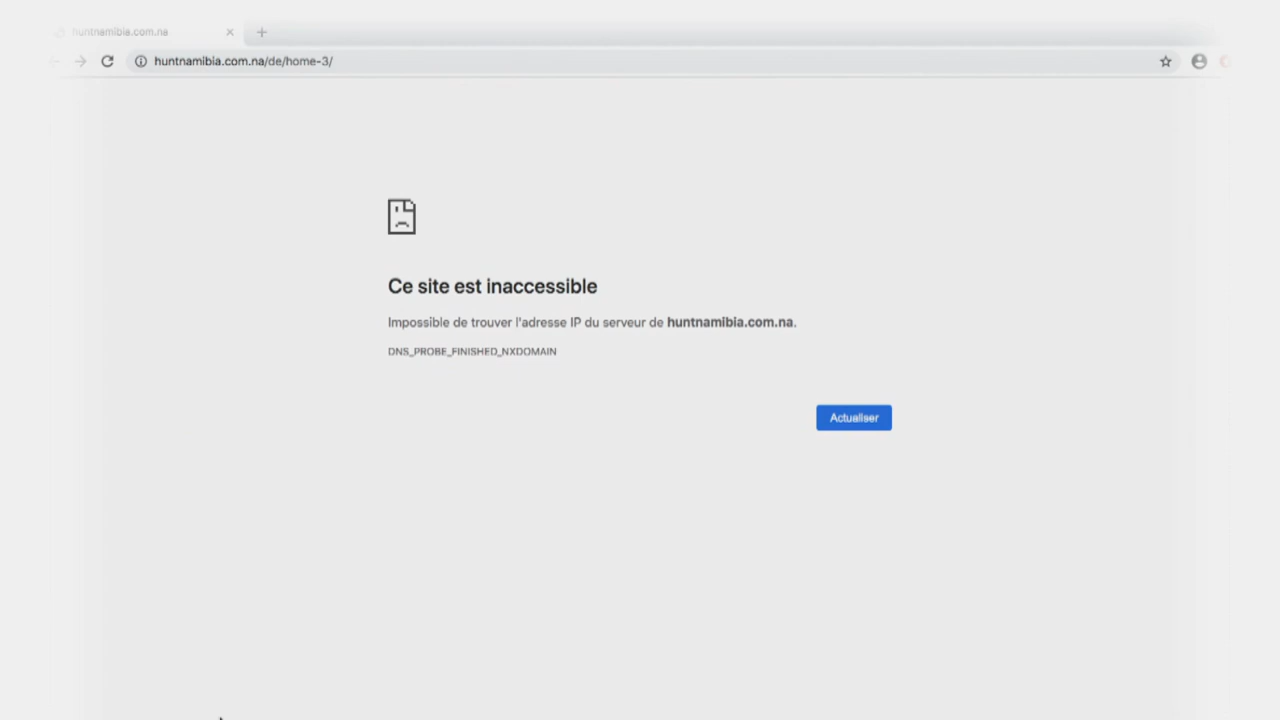 huntnamibia.com.na
huntnamibia.com.na/de/home-3/
Ce site est inaccessible
Impossible de trouver l'adresse IP du serveur de huntnamibia.com.na.
DNS_PROBE_FINISHED_NXDOMAIN
Actualiser